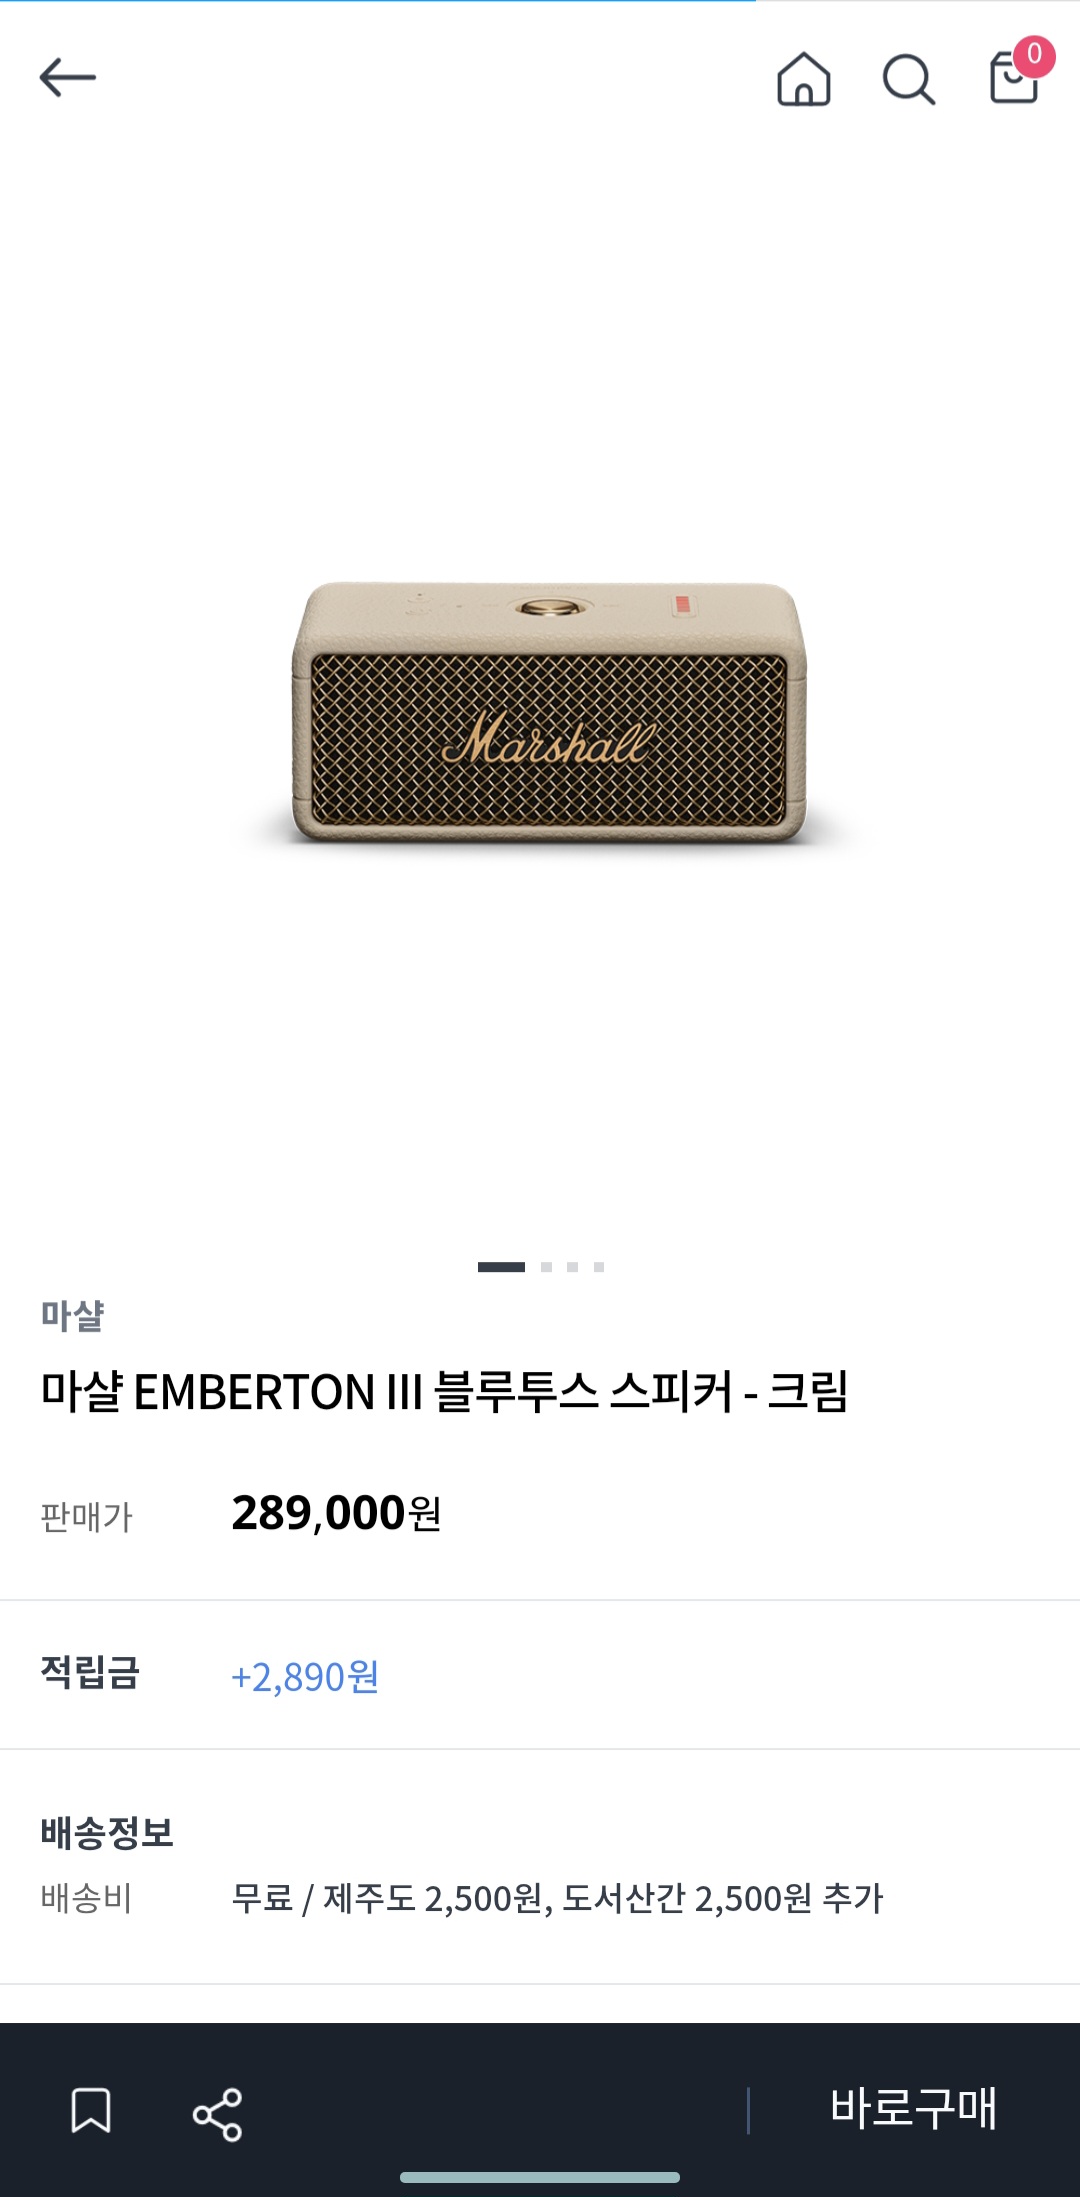 0
Marshall
마샬
마샬 EMBERTON III 블루투스 스피커 - 크림
판매가 289,000원
적립금 +2,890원
배송정보
배송비 무료 / 제주도 2,500원, 도서산간 2,500원 추가
바로구매